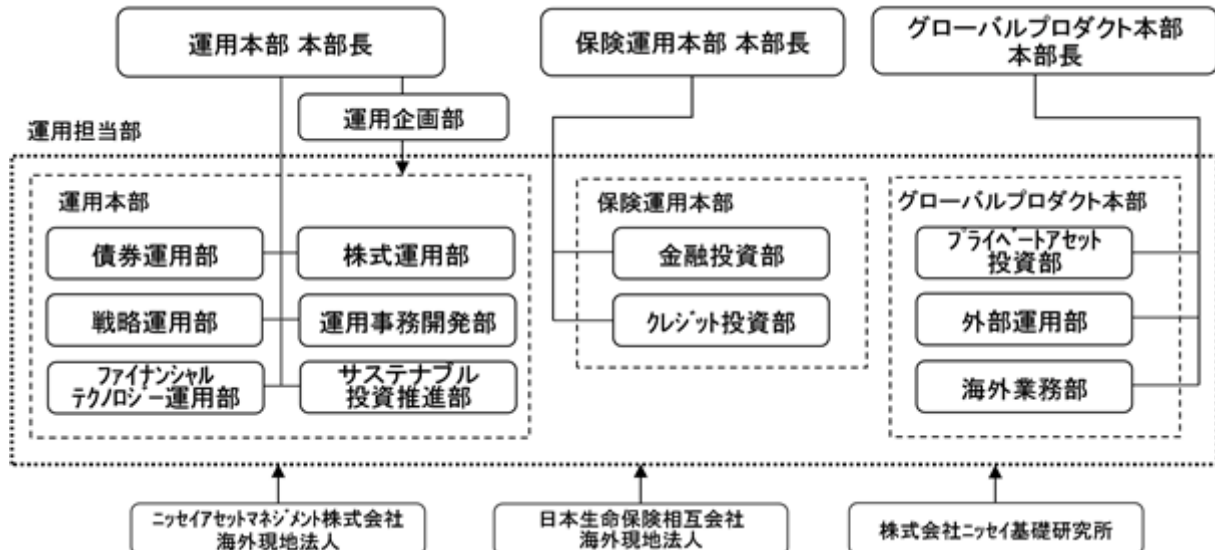 運用本部 本部長
保険運用本部 本部長
グローバルプロダクト本部
本部長
運用企画部
運用担当部
運用本部
保険運用本部
グローバルプロダクト本部
債券運用部
株式運用部
金融投資部
プライベートアセット
投資部
戦略運用部
運用事務開発部
クレジット投資部
外部運用部
ファイナンシャル
テクノロジー運用部
サステナブル
投資推進部
海外業務部
ニッセイアセットマネジメント株式会社
海外現地法人
日本生命保険相互会社
海外現地法人
株式会社ニッセイ基礎研究所